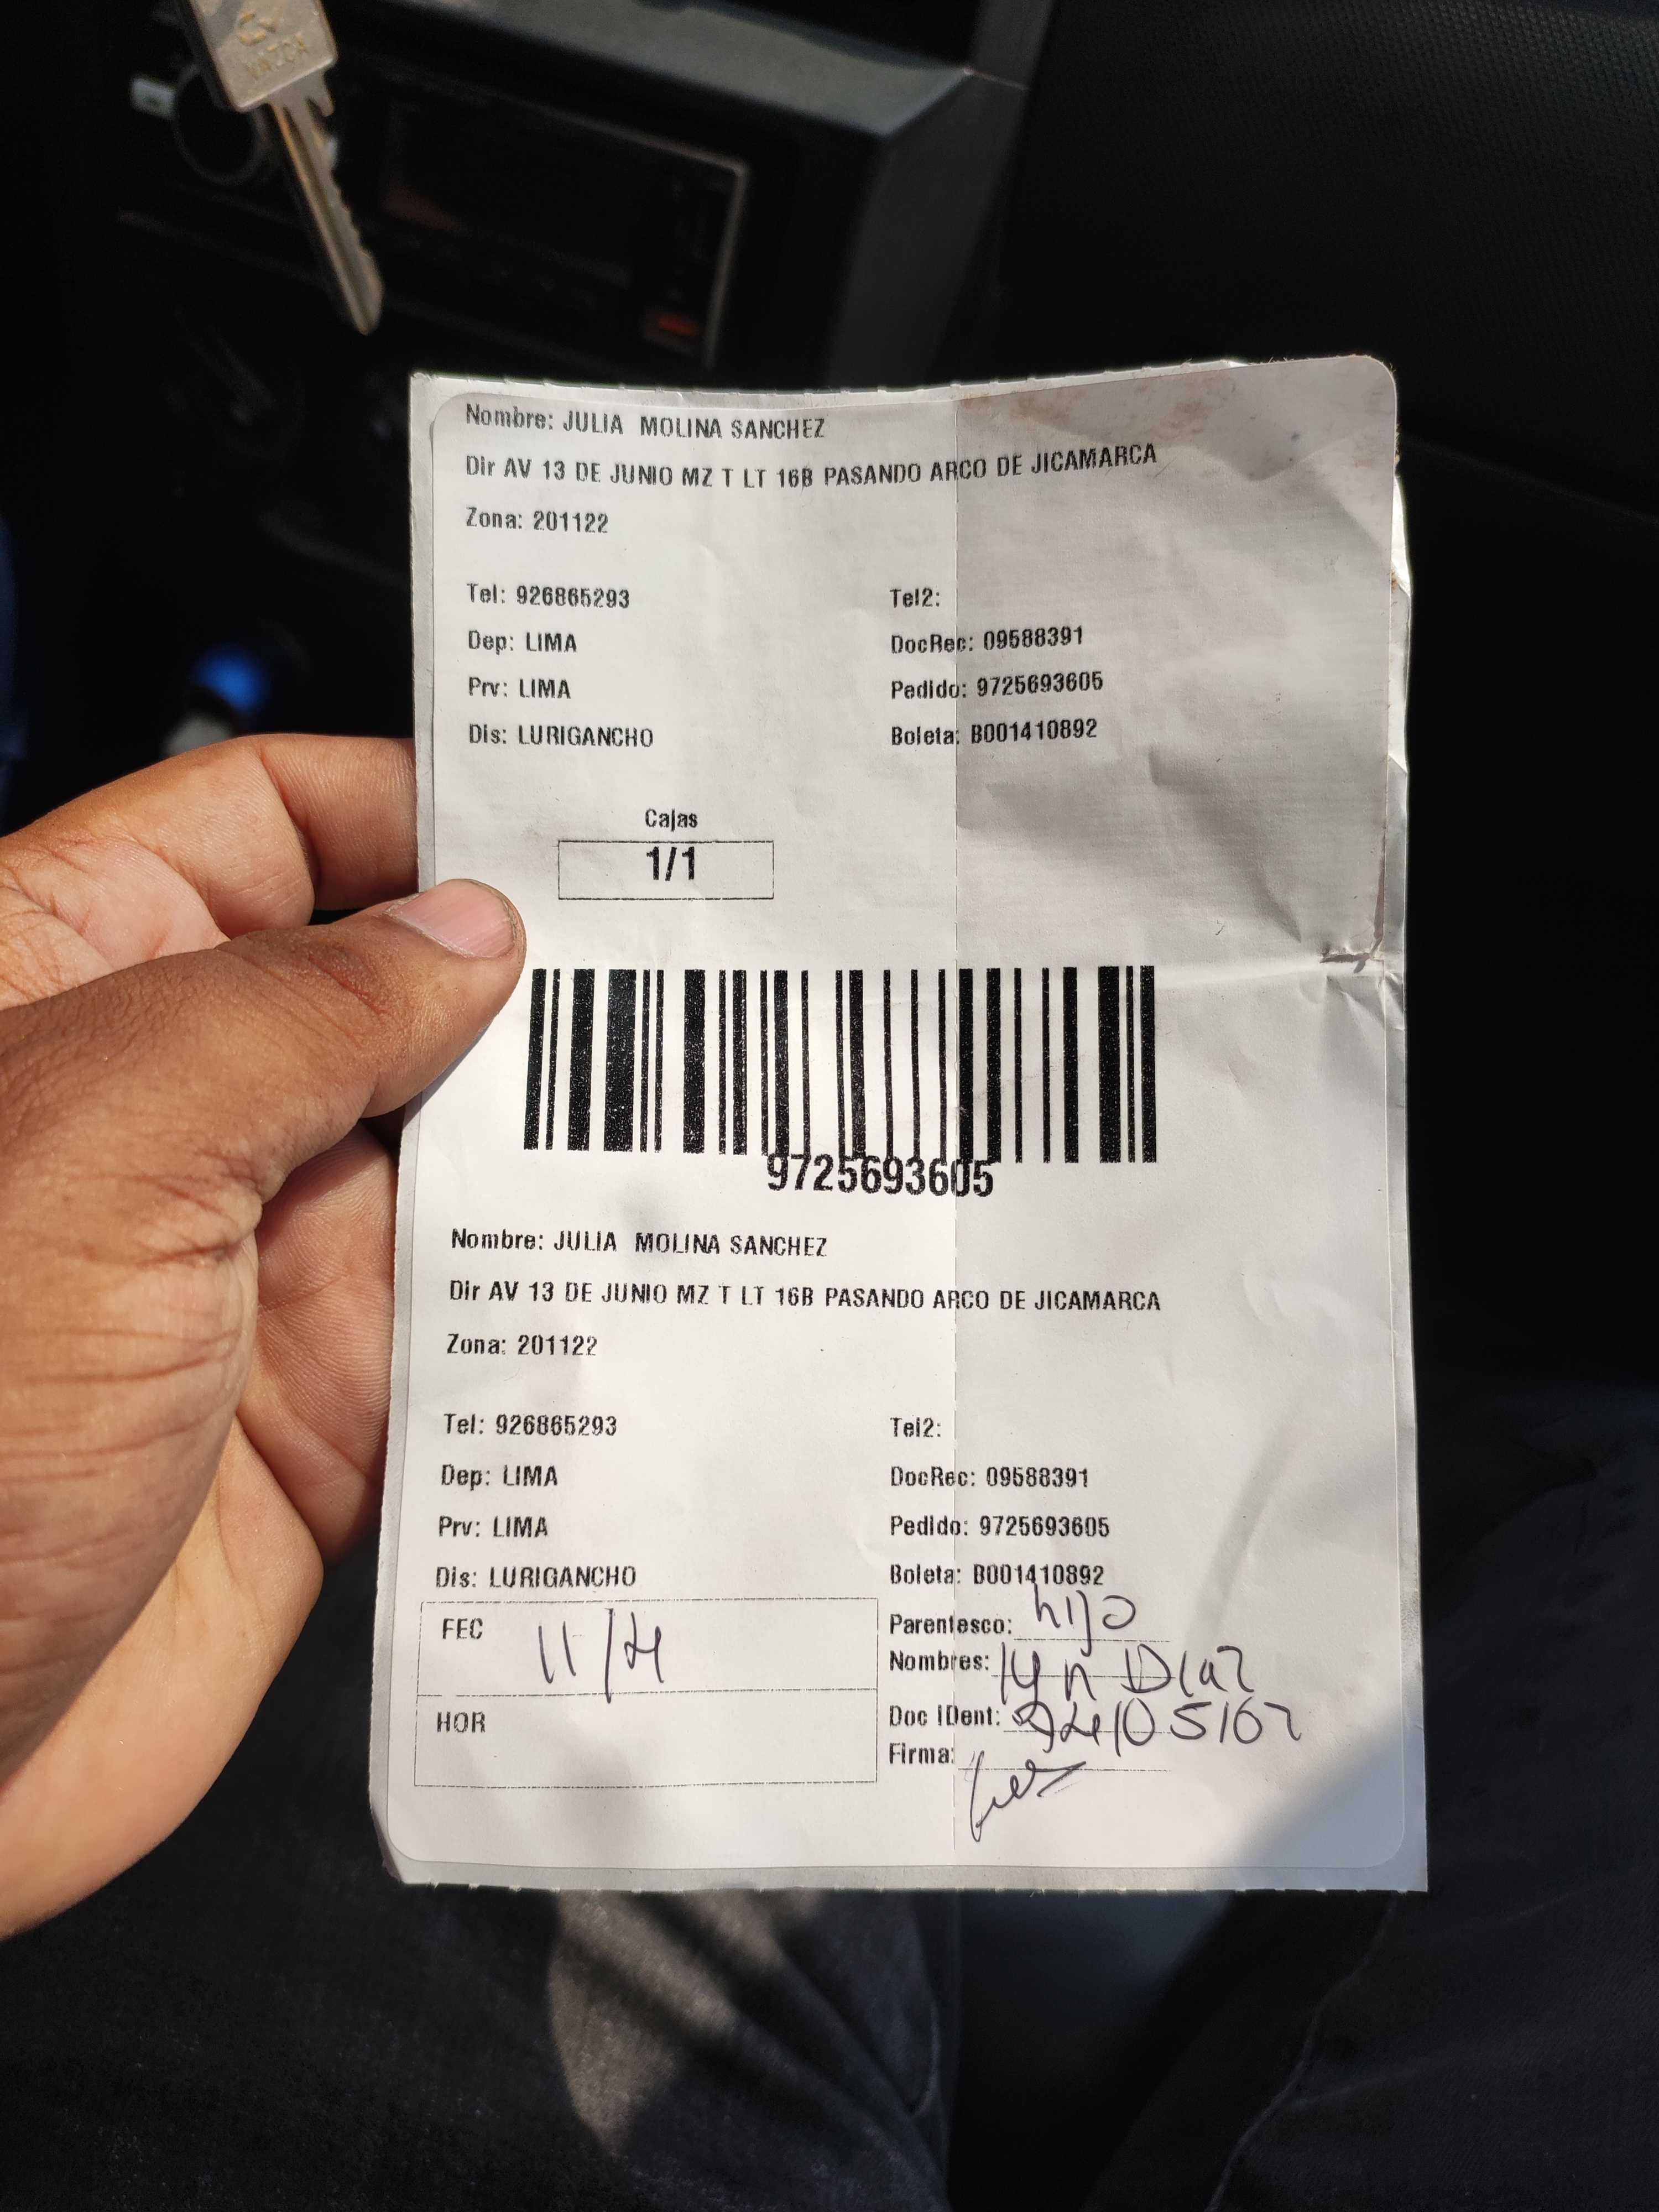 Nombre: JULIA MOLINA SANCHEZ
Dir AV 13 DE JUNIO MZ T LT 16B PASANDO ARCO DE JICAMARCA
Zona: 201122
Tel: 926865293 Tel2:
Dep: LIMA DocRec: 09588391
Prv: LIMA Pedido: 9725693605
Dis: LURIGANCHO Boleta: B001410892
Cajas
1/1
9725693605
Nombre: JULIA MOLINA SANCHEZ
Dir AV 13 DE JUNIO MZ T LT 16B PASANDO ARCO DE JICAMARCA
Zona: 201122
Tel: 926865293 Tel2:
Dep: LIMA DocRec: 09588391
Prv: LIMA Pedido: 9725693605
Dis: LURIGANCHO Boleta: B001410892
FEC 11/4 Parentesco: hijo
Nombres: Diaz
HOR Doc IDent:
Firma: